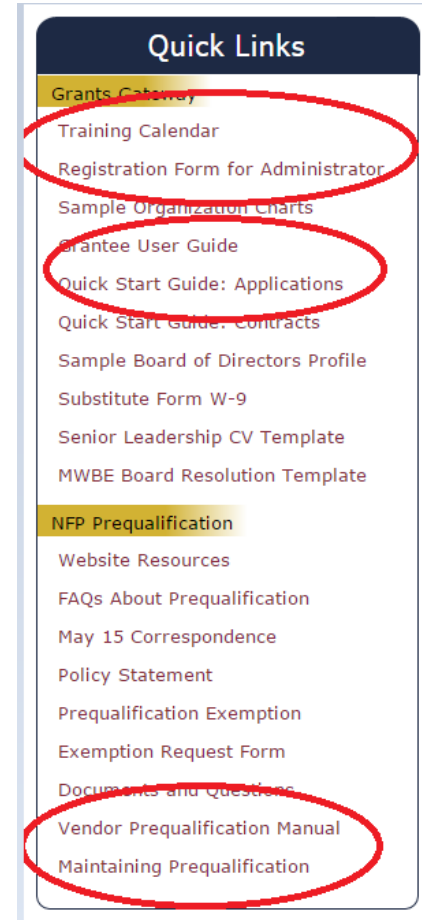 Quick Links
Grants Gateway
Training Calendar
Registration Form for Administrator
Sample Organization Charts
Grantee User Guide
Quick Start Guide: Applications
Quick Start Guide: Contracts
Sample Board of Directors Profile
Substitute Form W-9
Senior Leadership CV Template
MWBE Board Resolution Template
NFP Prequalification
Website Resources
FAQs About Prequalification
May 15 Correspondence
Policy Statement
Prequalification Exemption
Exemption Request Form
Documents and Questions
Vendor Prequalification Manual
Maintaining Prequalification